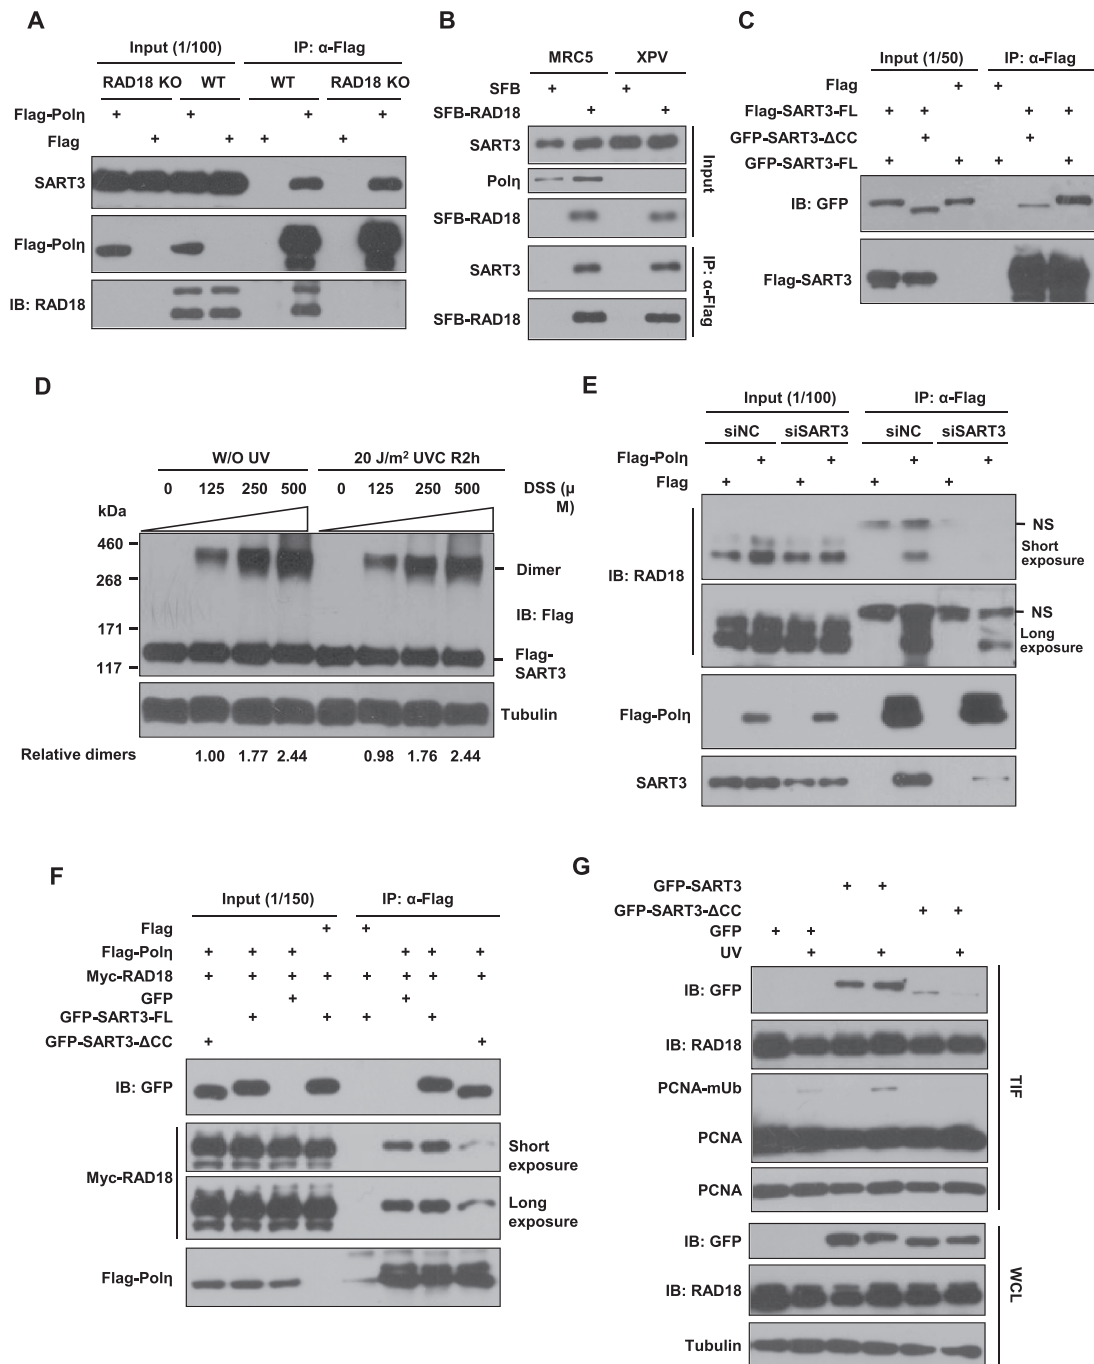 A
Input (1/100)
IP: α-Flag
RAD18 KO
WT
WT
RAD18 KO
Flag-Polη
+ + + +
Flag
+ + + +
SART3
Flag-Polη
IB: RAD18
B
MRC5
XPV
SFB
+ +
SFB-RAD18
+ +
SART3
Polη
SFB-RAD18
Input
SART3
SFB-RAD18
IP: α-Flag
C
Input (1/50)
IP: α-Flag
Flag
+ +
Flag-SART3-FL
+ + + +
GFP-SART3-ΔCC
+ +
GFP-SART3-FL
+ + + +
IB: GFP
Flag-SART3
D
W/O UV
20 J/m² UVC R2h
0 125 250 500 0 125 250 500
DSS (μ
M)
kDa
460
268
171
117
Dimer
IB: Flag
Flag-
SART3
Tubulin
Relative dimers
1.00 1.77 2.44 0.98 1.76 2.44
E
Input (1/100)
IP: α-Flag
siNC siSART3 siNC siSART3
Flag-Polη
+ + + +
Flag
+ + + +
IB: RAD18
NS
Short
exposure
NS
Long
exposure
Flag-Polη
SART3
F
Input (1/150)
IP: α-Flag
Flag
+ +
Flag-Polη
+ + + + + +
Myc-RAD18
+ + + + + + + +
GFP
+ +
GFP-SART3-FL
+ + + +
GFP-SART3-ΔCC
+ +
IB: GFP
Myc-RAD18
Short
exposure
Long
exposure
Flag-Polη
G
GFP-SART3
+ +
GFP-SART3-ΔCC
+ +
GFP
+ +
UV
+ + +
IB: GFP
IB: RAD18
PCNA-mUb
PCNA
PCNA
TIF
IB: GFP
IB: RAD18
Tubulin
WCL